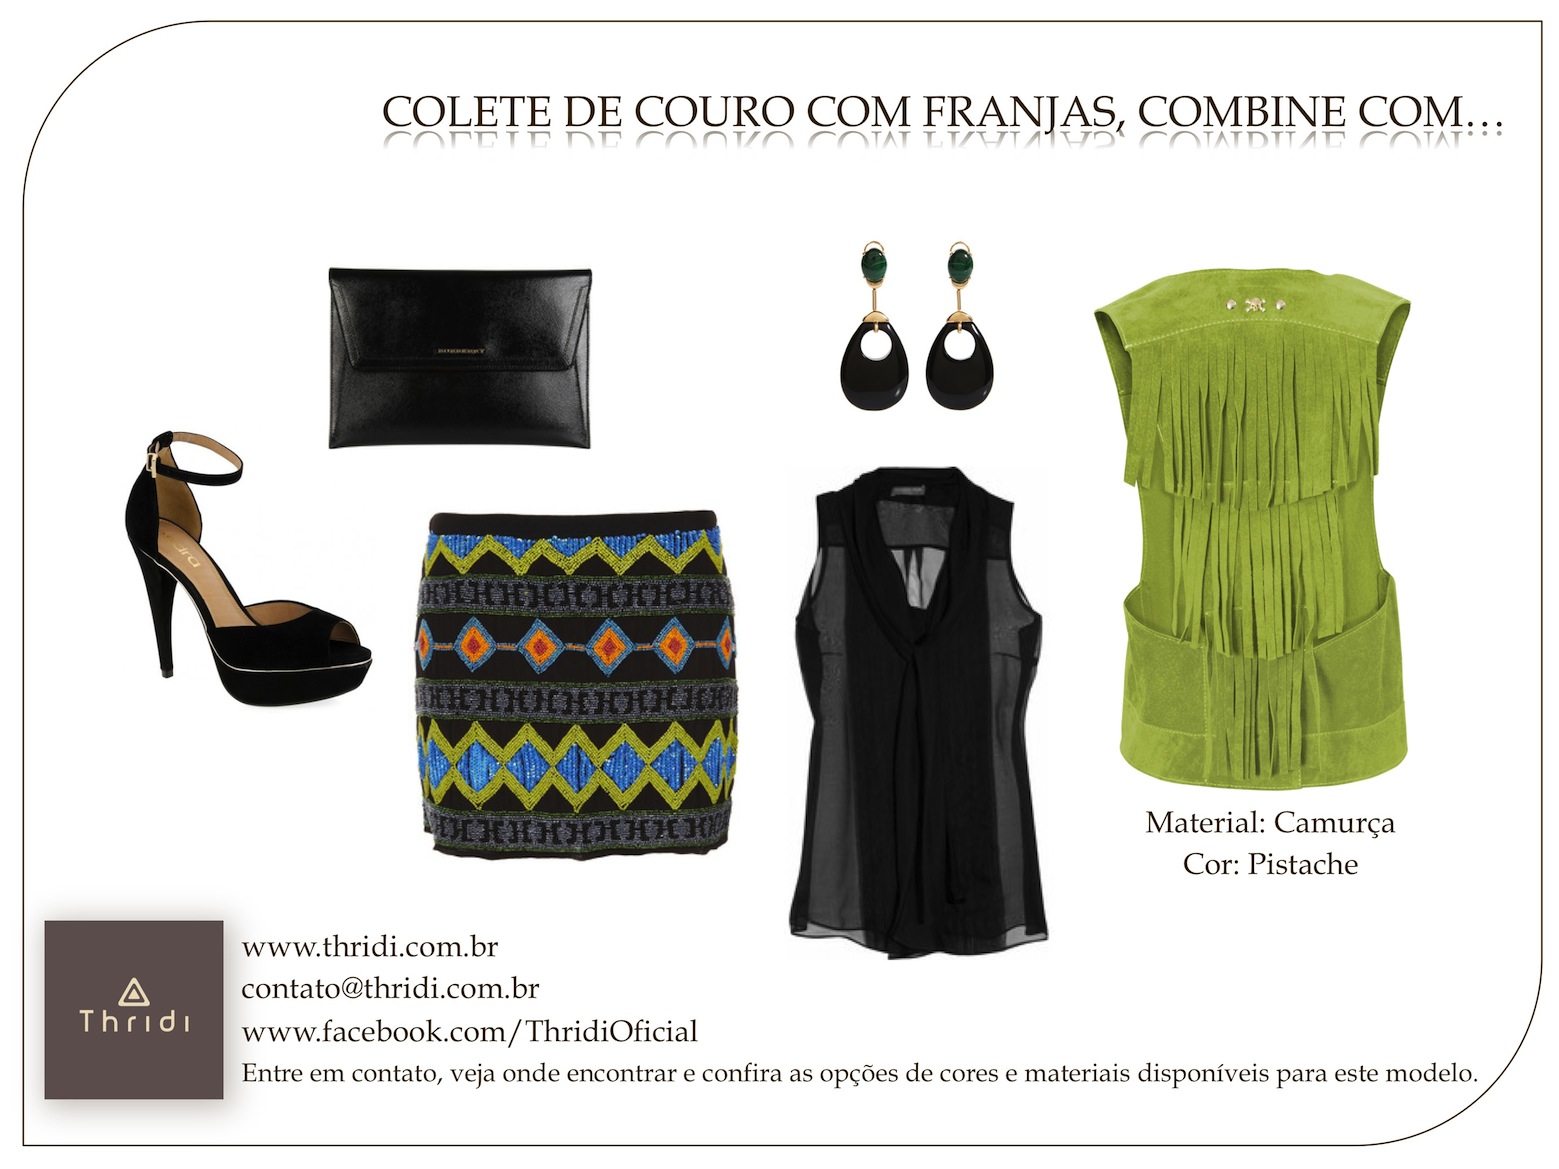 COLETE DE COURO COM FRANJAS, COMBINE COM...
BURBERRY
Material: Camurça
Cor: Pistache
www.thridi.com.br
contato@thridi.com.br
www.facebook.com/ThridiOficial
Thridi
Entre em contato, veja onde encontrar e confira as opções de cores e materiais disponíveis para este modelo.